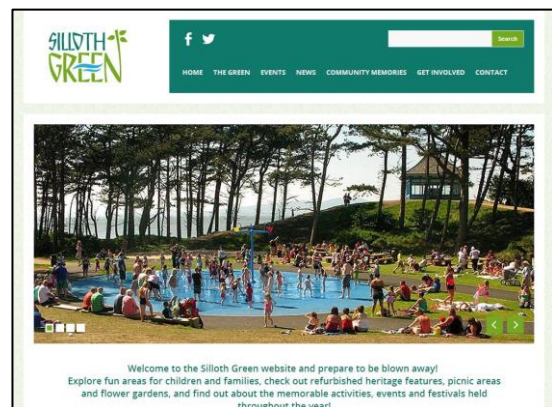 SILLOTH
GREEN
Search
HOME THE GREEN EVENTS NEWS COMMUNITY MEMORIES GET INVOLVED CONTACT
Welcome to the Silloth Green website and prepare to be blown away!
Explore fun areas for children and families, check out refurbished heritage features, picnic areas
and flower gardens, and find out about the memorable activities, events and festivals held
throughout the year!